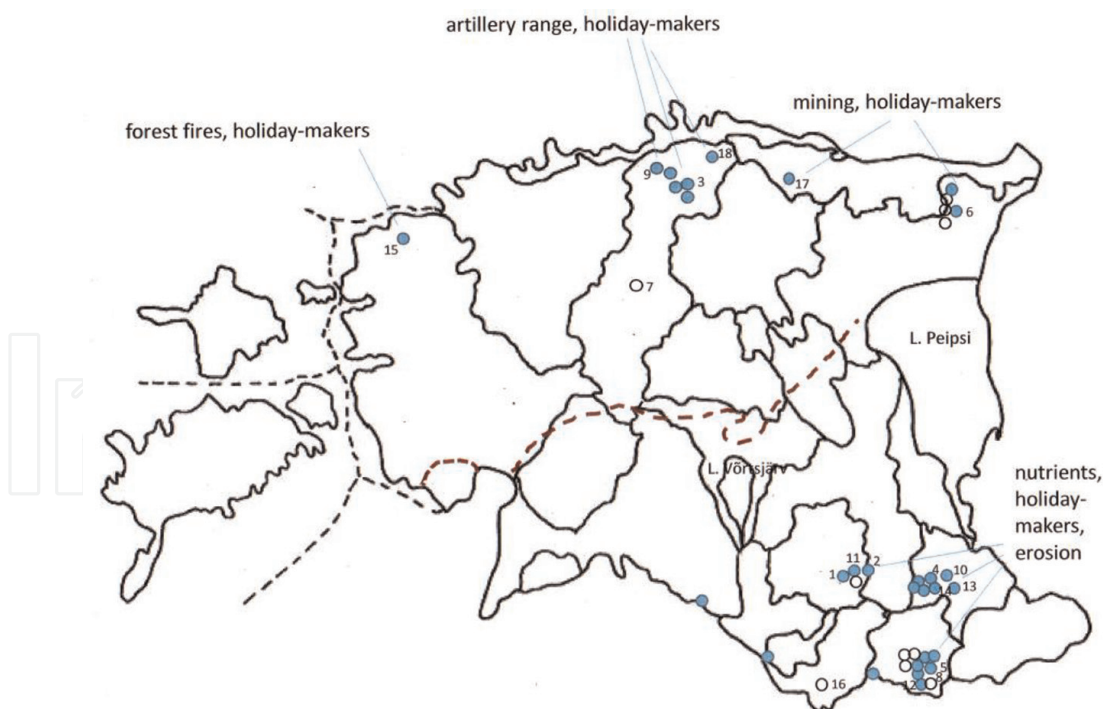 artillery range, holiday-makers
mining, holiday-makers
forest fires, holiday-makers
18
9
3
17
6
15
7
L. Peipsi
L. Võrtsjärv
nutrients,
holiday-
makers,
erosion
11
2
1
4
10
14
13
5
8
12
16